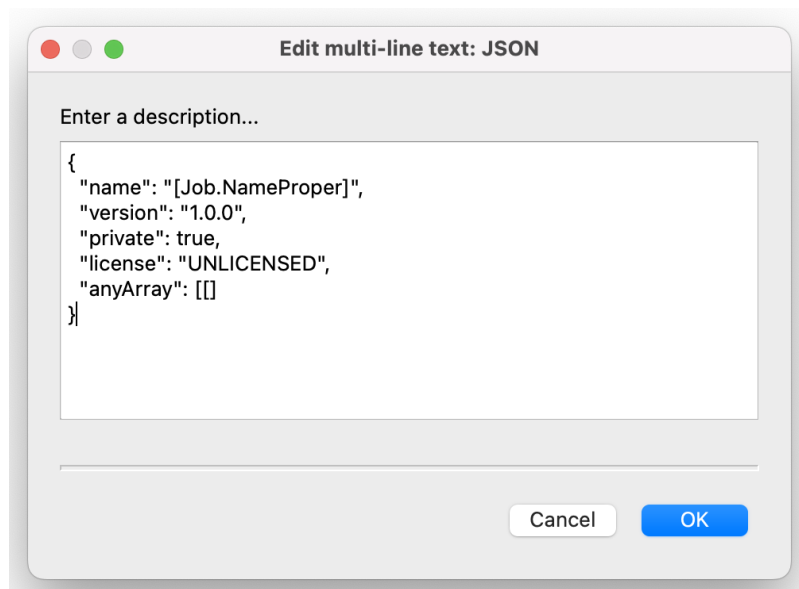 Edit multi-line text: JSON
Enter a description...
{
  "name": "[Job.NameProper]",
  "version": "1.0.0",
  "private": true,
  "license": "UNLICENSED",
  "anyArray": [[]
}
Cancel
OK